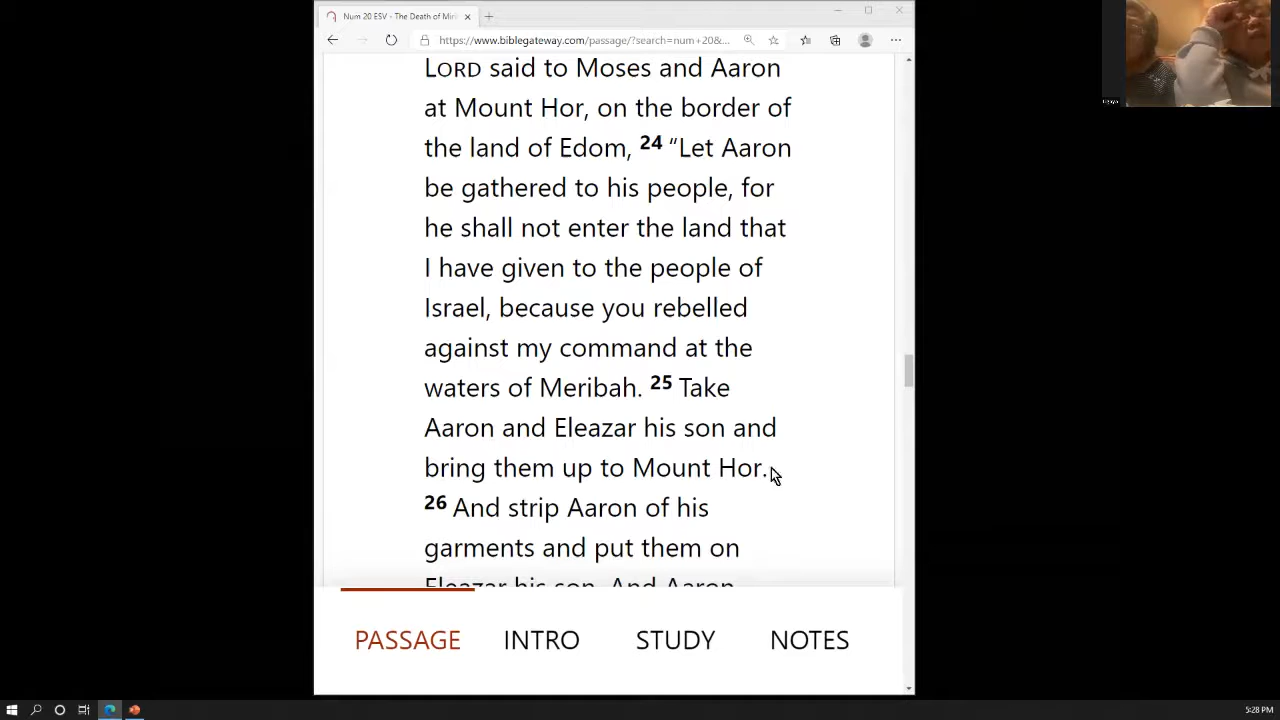 Num 20 ESV - The Death of Miri
https://www.biblegateway.com/passage/?search=num+20&...
LORD said to Moses and Aaron
at Mount Hor, on the border of
the land of Edom, 24 “Let Aaron
be gathered to his people, for
he shall not enter the land that
I have given to the people of
Israel, because you rebelled
against my command at the
waters of Meribah. 25 Take
Aaron and Eleazar his son and
bring them up to Mount Hor.
26 And strip Aaron of his
garments and put them on
Eleazar his son. And Aaron
PASSAGE INTRO STUDY NOTES
5:28 PM